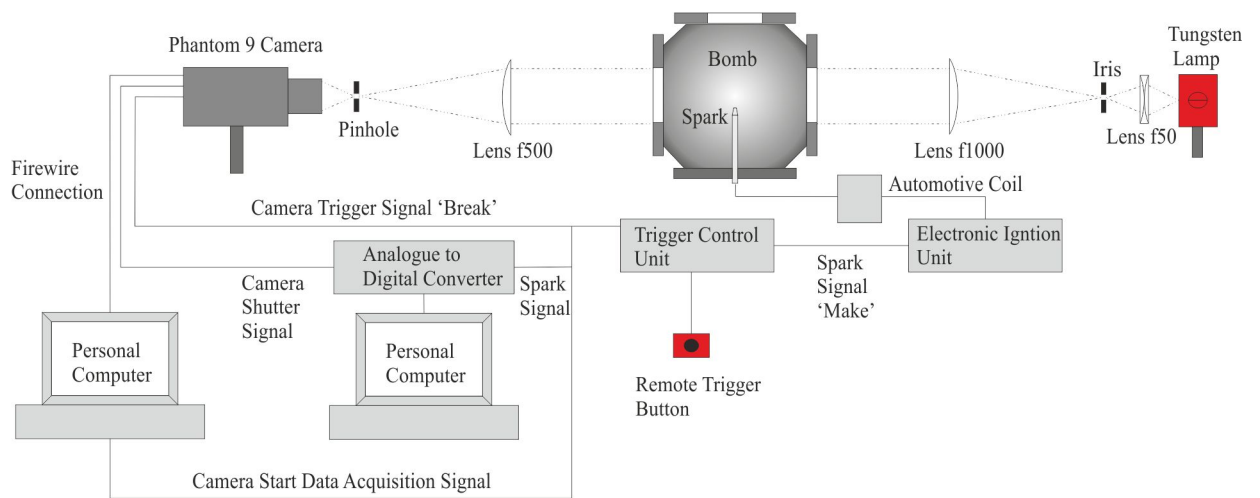 Phantom 9 Camera
Pinhole
Lens f500
Bomb
Spark
Lens f1000
Iris
Lens f50
Tungsten
Lamp
Firewire
Connection
Camera Trigger Signal ‘Break’
Automotive Coil
Analogue to
Digital Converter
Camera
Shutter
Signal
Spark
Signal
Trigger Control
Unit
Spark
Signal
‘Make’
Electronic Igntion
Unit
Personal
Computer
Personal
Computer
Remote Trigger
Button
Camera Start Data Acquisition Signal